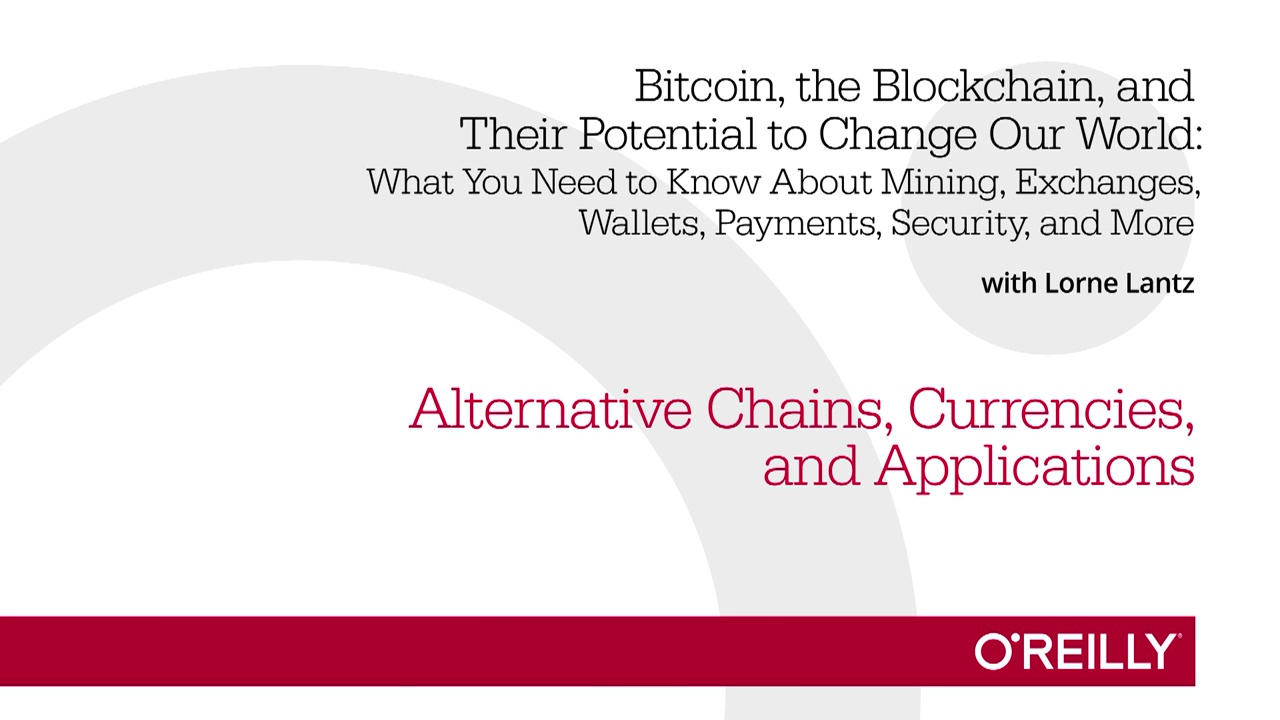 Bitcoin, the Blockchain, and
Their Potential to Change Our World:
What You Need to Know About Mining, Exchanges,
Wallets, Payments, Security, and More
with Lorne Lantz
Alternative Chains, Currencies,
and Applications
O'REILLY®